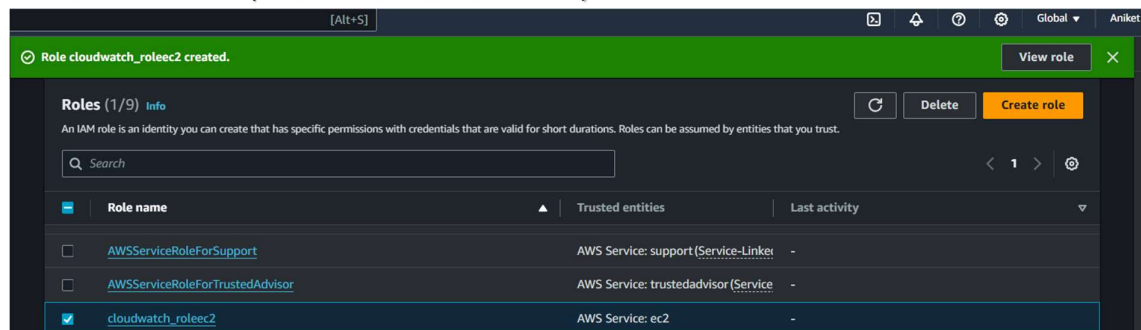 [Alt+S] Global Aniket
Role cloudwatch_roleec2 created. View role
Roles (1/9) Info Delete Create role
An IAM role is an identity you can create that has specific permissions with credentials that are valid for short durations. Roles can be assumed by entities that you trust.
Search 1
Role name Trusted entities Last activity
AWSServiceRoleForSupport AWS Service: support (Service-Linked -
AWSServiceRoleForTrustedAdvisor AWS Service: trustedadvisor (Service -
cloudwatch_roleec2 AWS Service: ec2 -